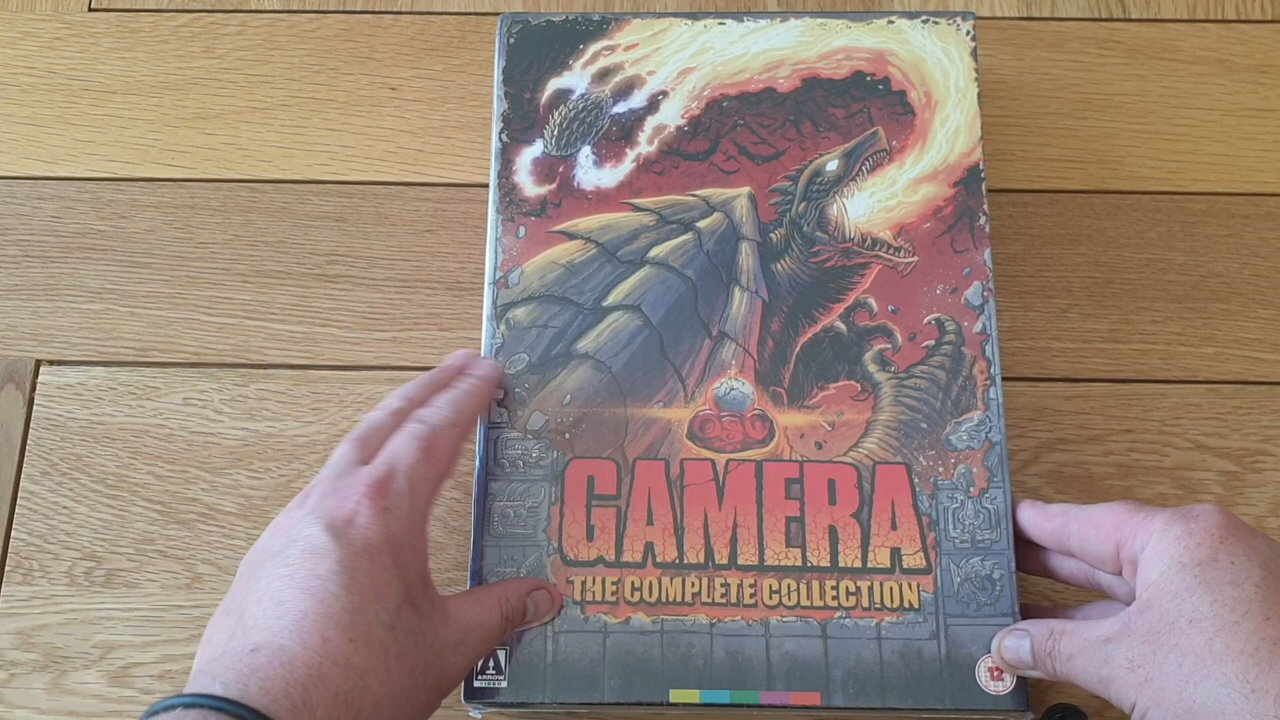 GAMERA
THE COMPLETE COLLECTION
ARROW
VIDEO
12